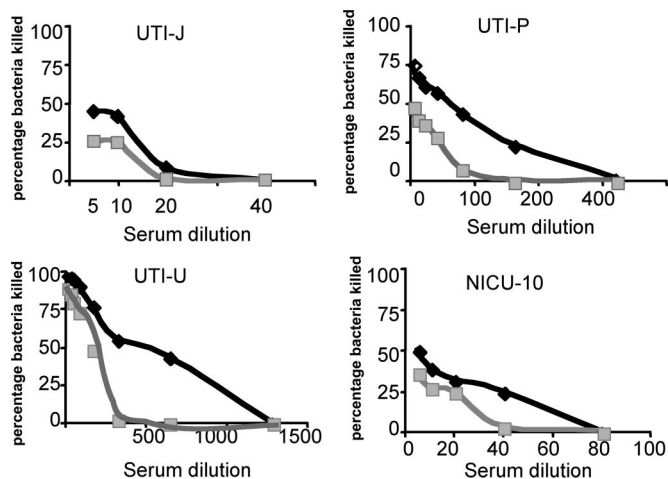 UTI-J
percentage bacteria killed
100
75
50
25
0
5 10 20 40
Serum dilution
UTI-P
percentage bacteria killed
100
75
50
25
0
0 100 200 400
Serum dilution
UTI-U
percentage bacteria killed
100
75
50
25
0
500 1000 1500
Serum dilution
NICU-10
percentage bacteria killed
100
75
50
25
0
0 20 40 60 80 100
Serum dilution